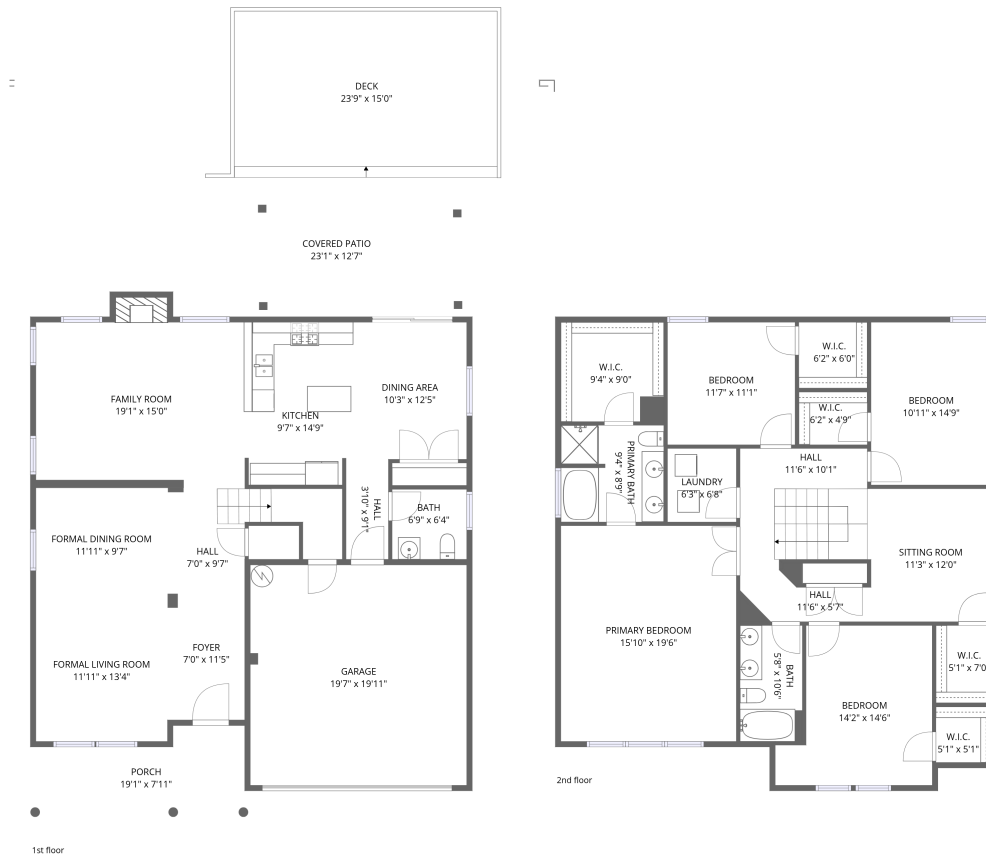 DECK
23'9" x 15'0"
COVERED PATIO
23'1" x 12'7"
FAMILY ROOM
19'1" x 15'0"
KITCHEN
9'7" x 14'9"
DINING AREA
10'3" x 12'5"
HALL
3'10" x 9'1"
BATH
6'9" x 6'4"
FORMAL DINING ROOM
11'11" x 9'7"
HALL
7'0" x 9'7"
FORMAL LIVING ROOM
11'11" x 13'4"
FOYER
7'0" x 11'5"
GARAGE
19'7" x 19'11"
PORCH
19'1" x 7'11"
1st floor
W.I.C.
9'4" x 9'0"
BEDROOM
11'7" x 11'1"
W.I.C.
6'2" x 6'0"
W.I.C.
6'2" x 4'9"
BEDROOM
10'11" x 14'9"
PRIMARY BATH
9'4" x 8'9"
LAUNDRY
6'3" x 6'8"
HALL
11'6" x 10'1"
SITTING ROOM
11'3" x 12'0"
HALL
11'6" x 5'7"
PRIMARY BEDROOM
15'10" x 19'6"
BATH
5'8" x 10'6"
BEDROOM
14'2" x 14'6"
W.I.C.
5'1" x 7'0
W.I.C.
5'1" x 5'1"
2nd floor